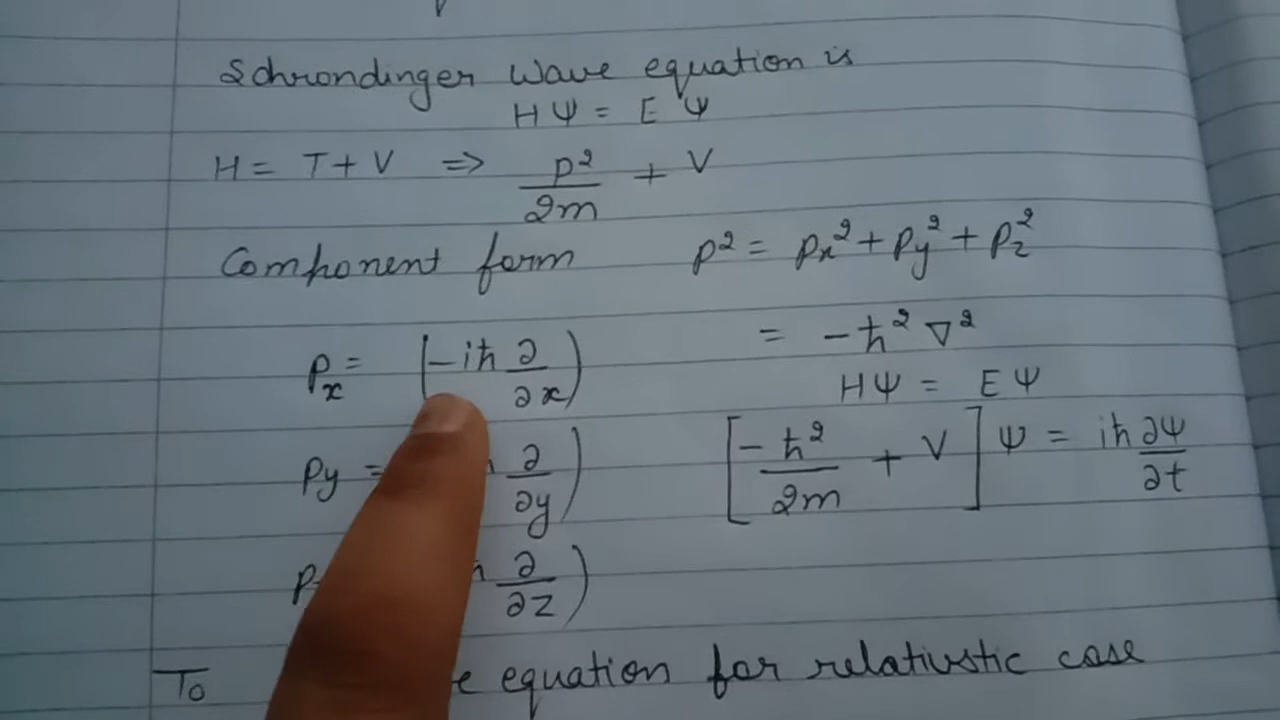 Schrondinger Wave equation is
HΨ = EΨ
H = T + V ⇒ p²/2m + V
Component form p² = px² + py² + pz²
= -ħ²∇²
px = (-iħ ∂/∂x)
HΨ = EΨ
py = ∂/∂y)
[-ħ²/2m + V]Ψ = iħ ∂Ψ/∂t
p ∂/∂z)
To equation for relativstic case